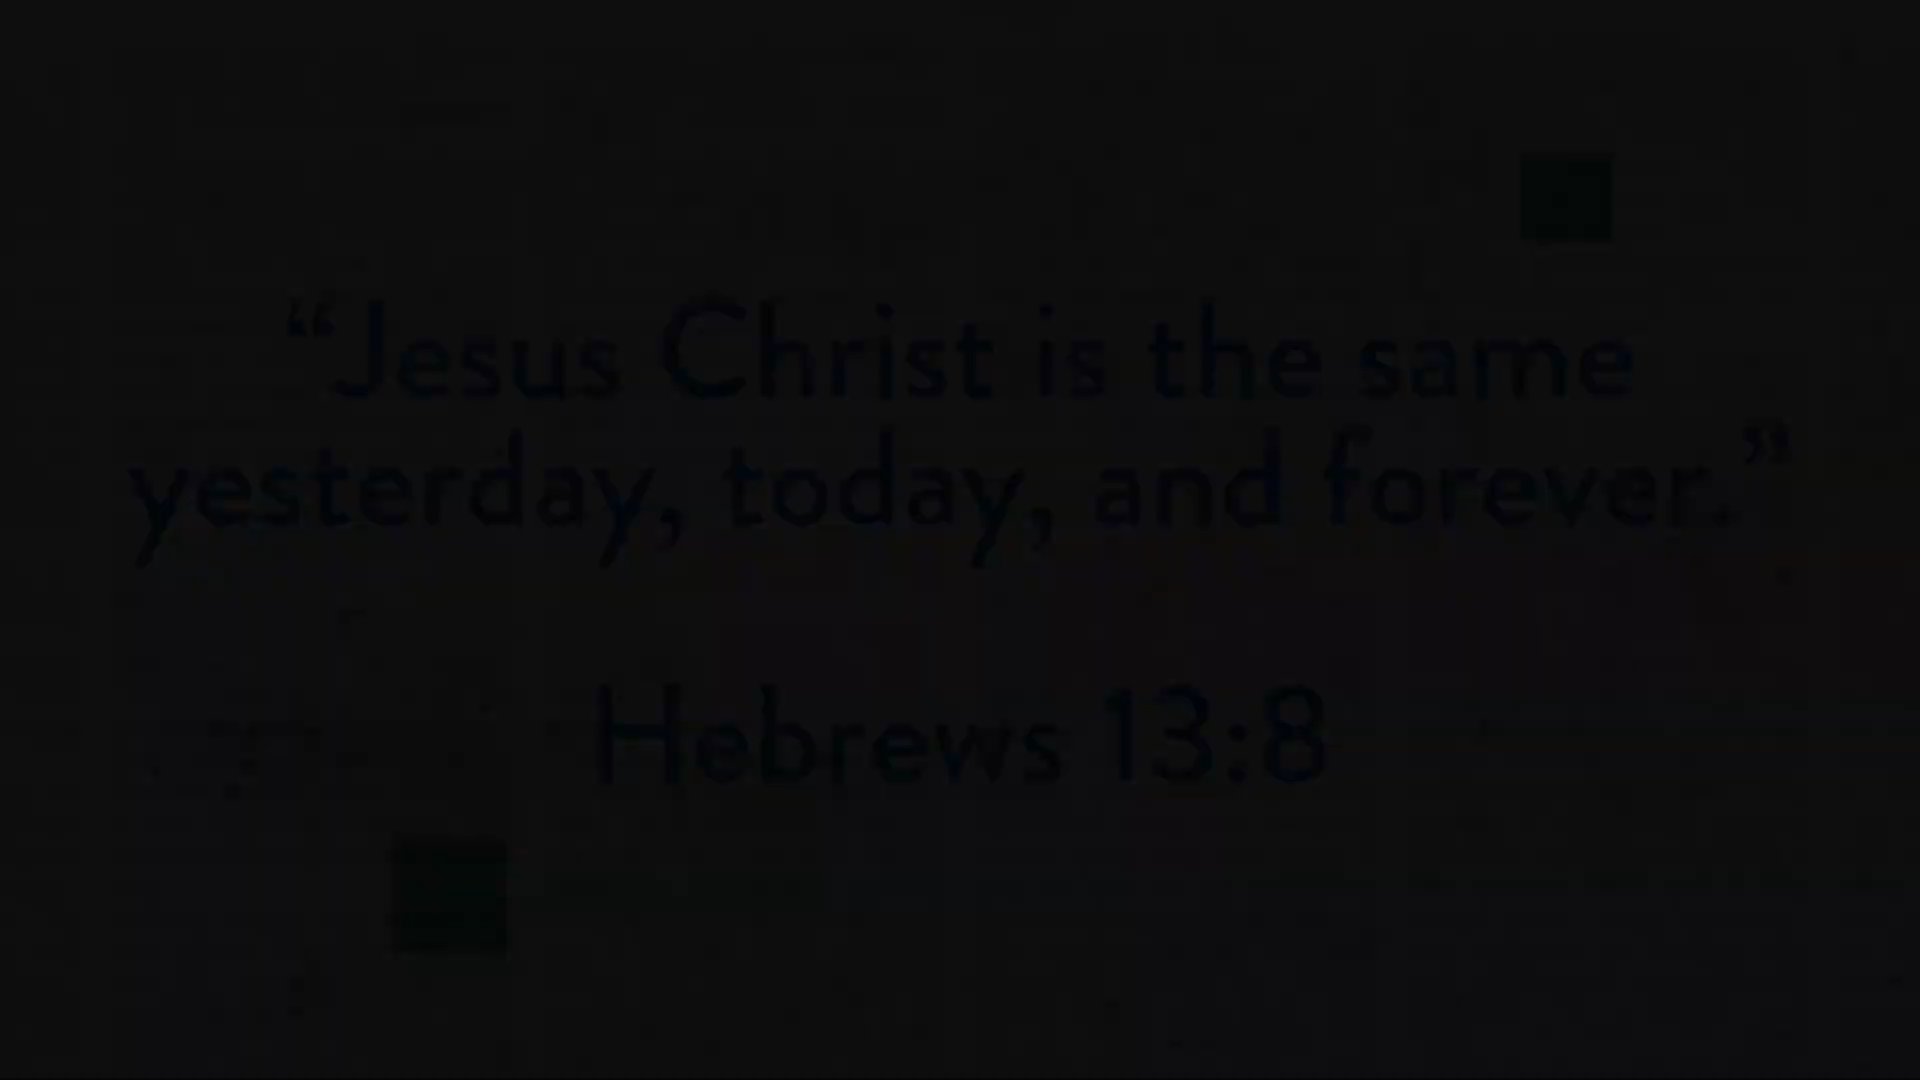 “Jesus Christ is the same
yesterday, today, and forever.”
Hebrews 13:8